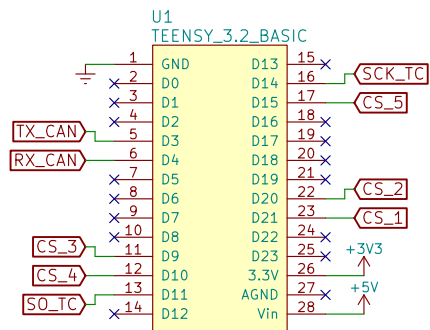 U1
TEENSY_3.2_BASIC
1 GND D13 15
2 D0 D14 16 SCK_TC
3 D1 D15 17 CS_5
4 D2 D16 18
TX_CAN 5 D3 D17 19
RX_CAN 6 D4 D18 20
7 D5 D19 21
8 D6 D20 22 CS_2
9 D7 D21 23 CS_1
10 D8 D22 24
CS_3 11 D9 D23 25 +3V3
CS_4 12 D10 3.3V 26
SO_TC 13 D11 AGND 27 +5V
14 D12 Vin 28